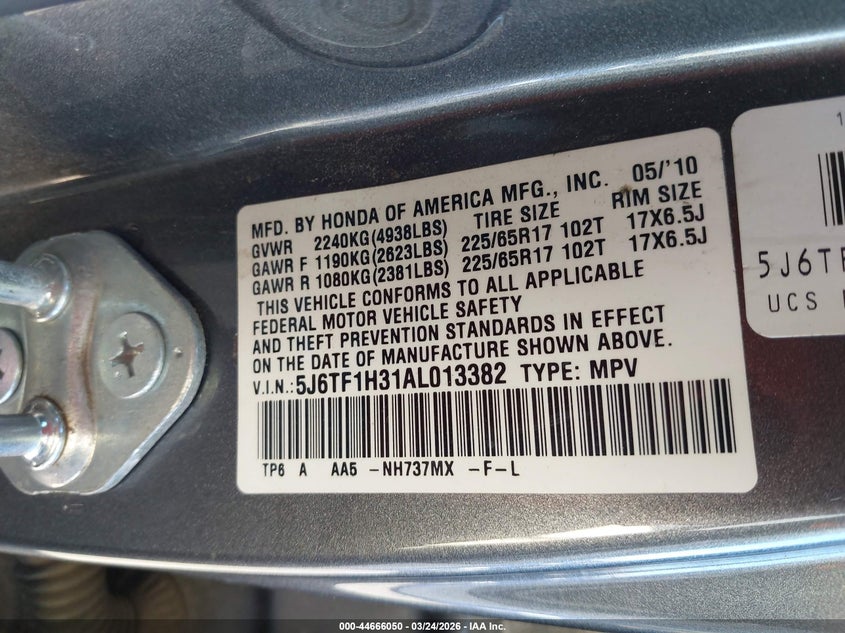 MFD. BY HONDA OF AMERICA MFG., INC. 05/'10
TIRE SIZE RIM SIZE
GVWR 2240KG(4938LBS)
GAWR F 1190KG(2623LBS) 225/65R17 102T 17X6.5J
GAWR R 1080KG(2381LBS) 225/65R17 102T 17X6.5J
THIS VEHICLE CONFORMS TO ALL APPLICABLE
FEDERAL MOTOR VEHICLE SAFETY
AND THEFT PREVENTION STANDARDS IN EFFECT
ON THE DATE OF MANUFACTURE SHOWN ABOVE.
V.I.N.:5J6TF1H31AL013382 TYPE: MPV
TP6 A AA5 -NH737MX -F-L
1
5J6TF
UCS
000-44666050 - 03/24/2026 - IAA Inc.